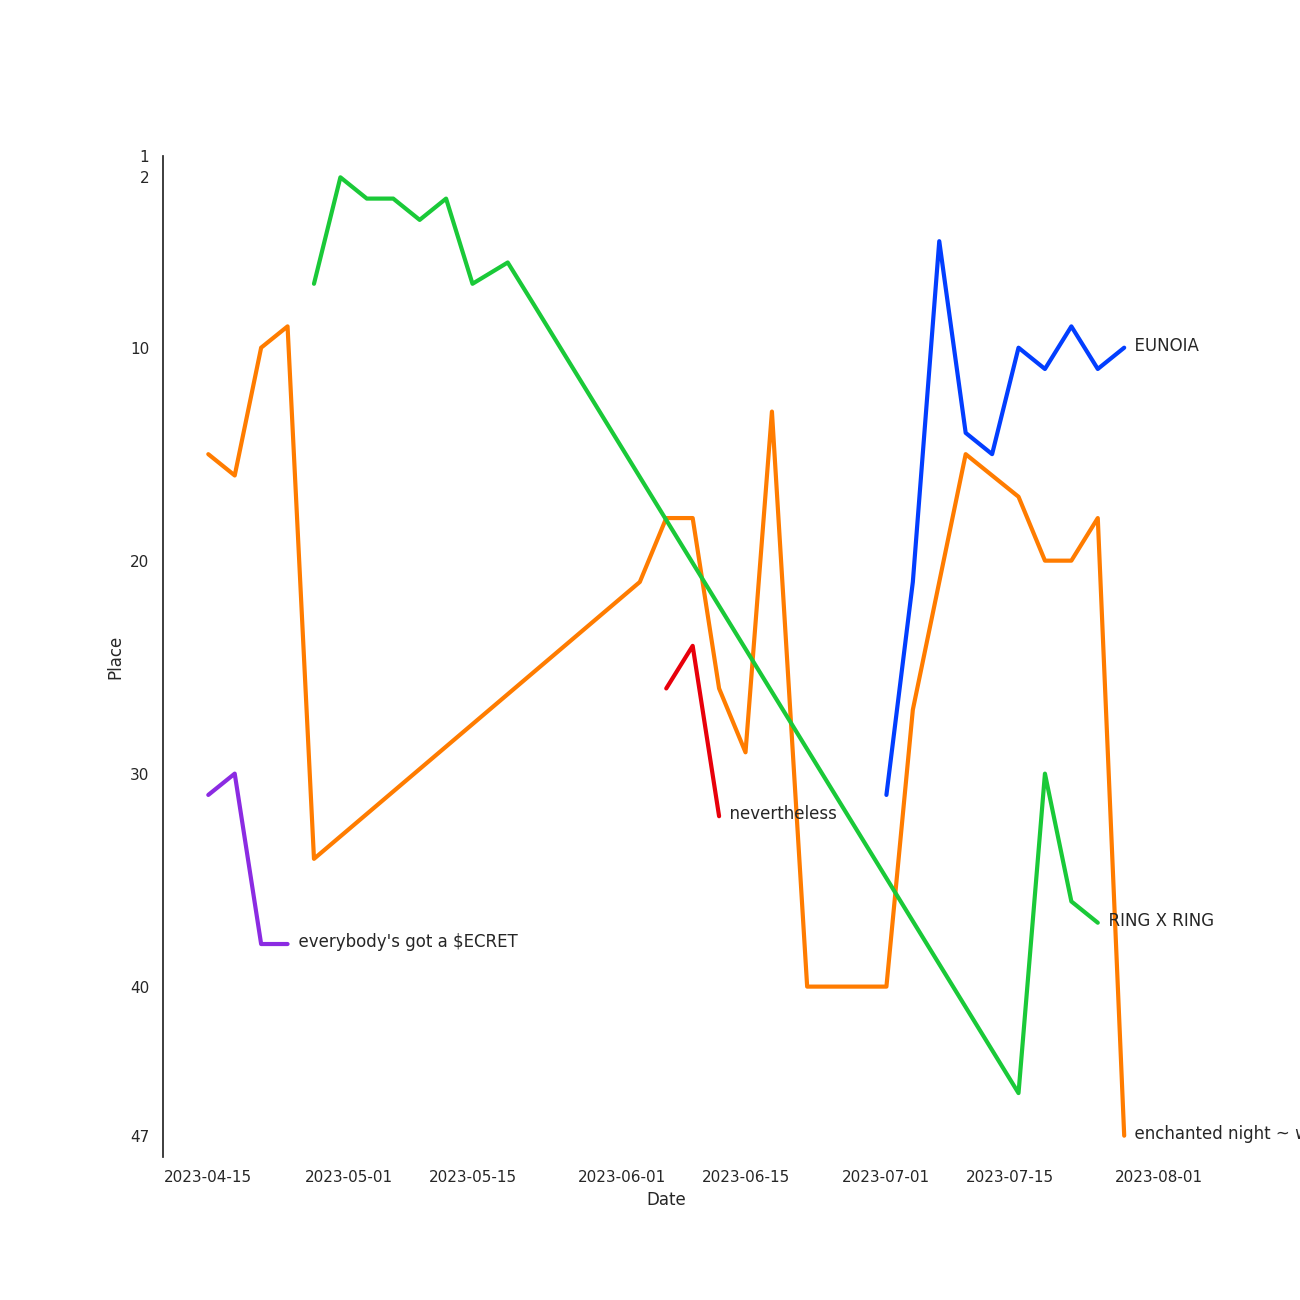 1
2
10
20
30
40
47
Place
EUNOIA
nevertheless
RING X RING
everybody's got a $ECRET
enchanted night ~
2023-04-15
2023-05-01
2023-05-15
2023-06-01
2023-06-15
2023-07-01
2023-07-15
2023-08-01
Date